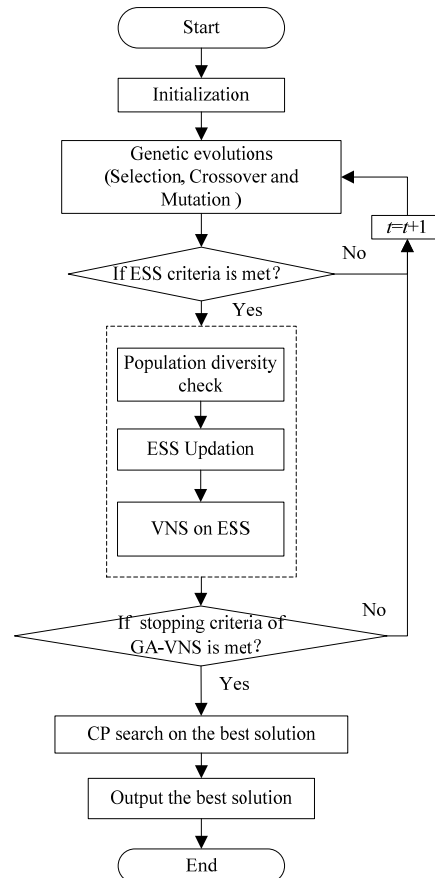 Start
Initialization
Genetic evolutions
(Selection, Crossover and
Mutation )
t=t+1
If ESS criteria is met?
No
Yes
Population diversity
check
ESS Updation
VNS on ESS
If  stopping criteria of
GA-VNS is met?
No
Yes
CP search on the best solution
Output the best solution
End